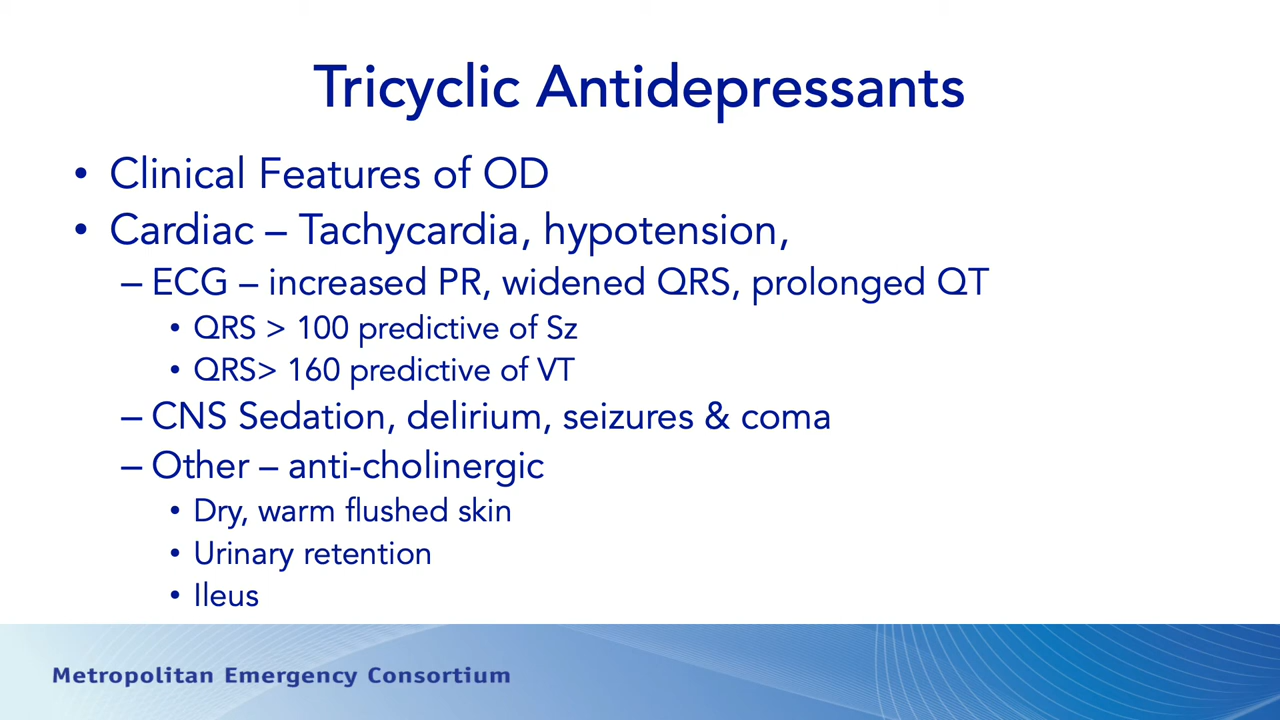 Tricyclic Antidepressants
• Clinical Features of OD
• Cardiac – Tachycardia, hypotension,
– ECG – increased PR, widened QRS, prolonged QT
• QRS > 100 predictive of Sz
• QRS> 160 predictive of VT
– CNS Sedation, delirium, seizures & coma
– Other – anti-cholinergic
• Dry, warm flushed skin
• Urinary retention
• Ileus
Metropolitan Emergency Consortium